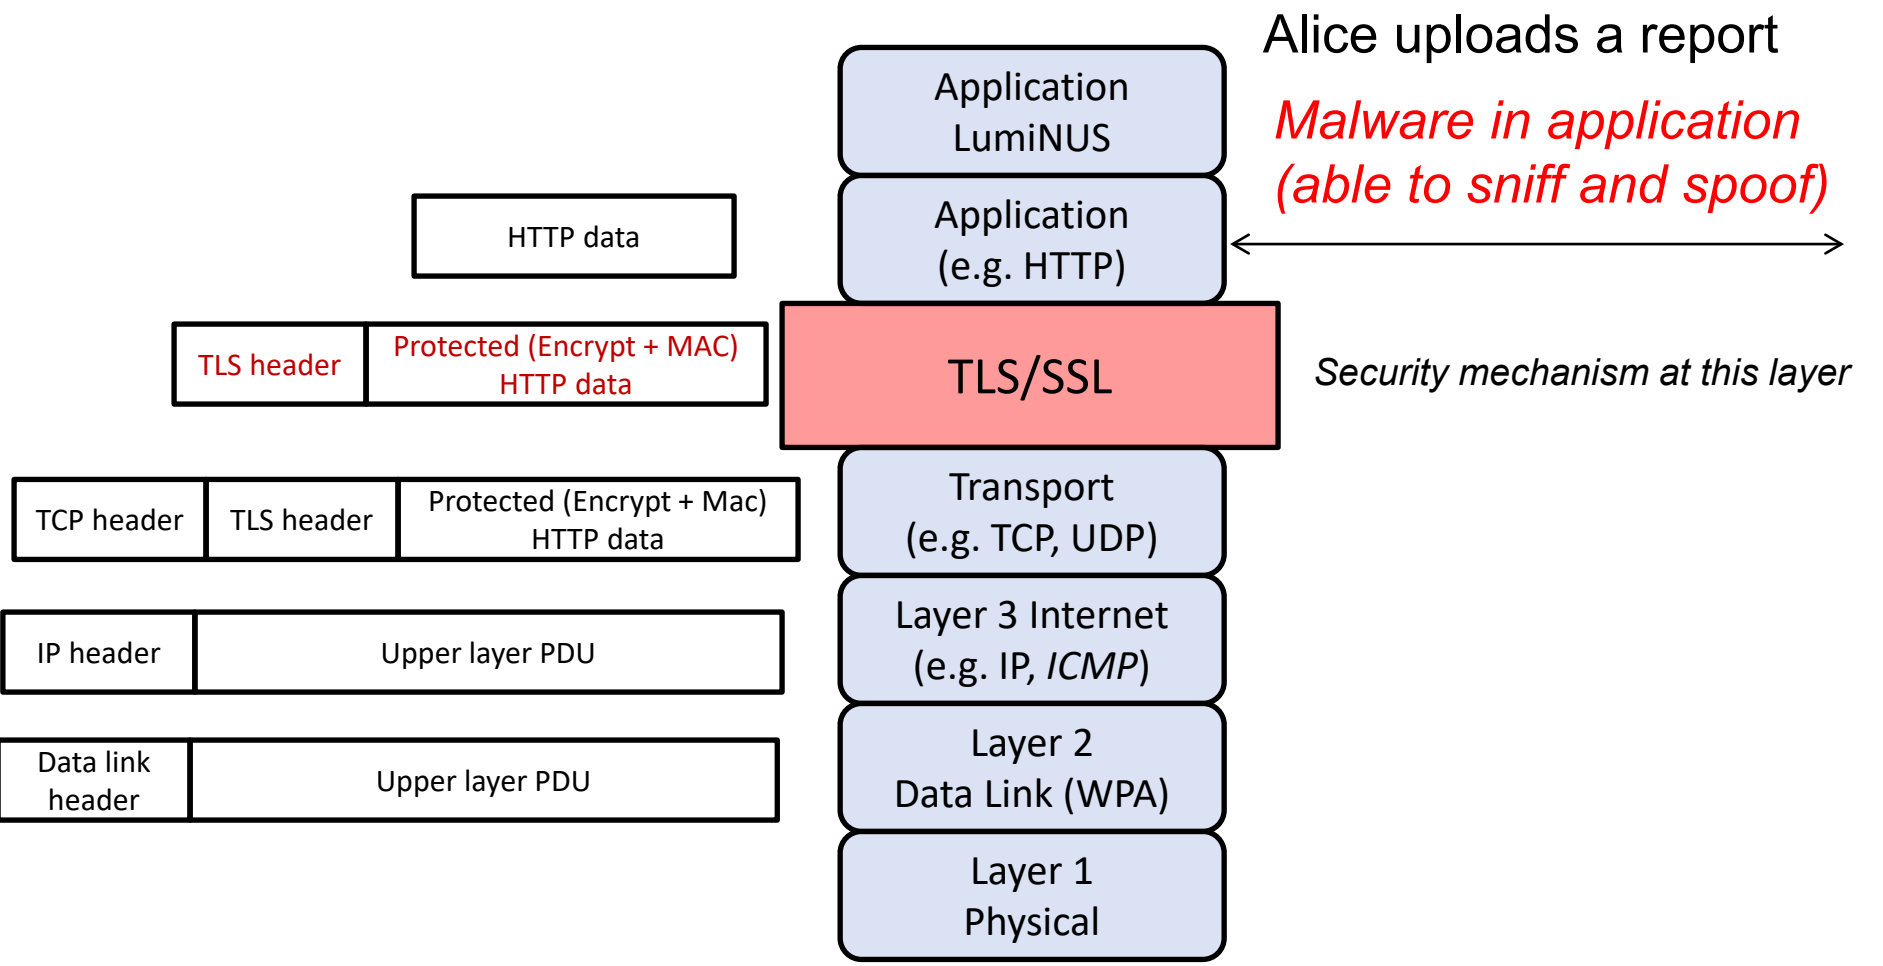 Alice uploads a report
Application
LumiNUS
Malware in application
(able to sniff and spoof)
HTTP data
Application
(e.g. HTTP)
TLS header
Protected (Encrypt + MAC)
HTTP data
TLS/SSL
Security mechanism at this layer
TCP header
TLS header
Protected (Encrypt + Mac)
HTTP data
Transport
(e.g. TCP, UDP)
IP header
Upper layer PDU
Layer 3 Internet
(e.g. IP, ICMP)
Data link
header
Upper layer PDU
Layer 2
Data Link (WPA)
Layer 1
Physical